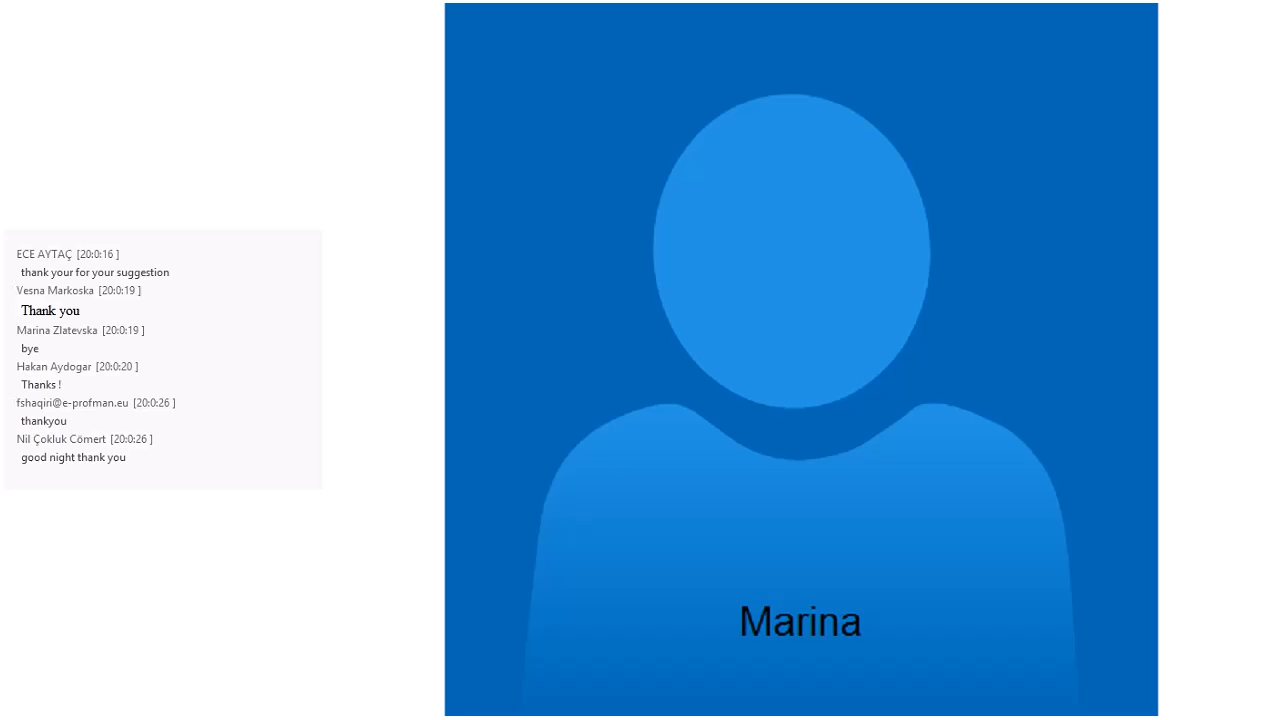 ECE AYTAÇ [20:0:16 ]
thank your for your suggestion
Vesna Markoska [20:0:19 ]
Thank you
Marina Zlatevska [20:0:19 ]
bye
Hakan Aydogar [20:0:20 ]
Thanks !
fshaqiri@e-profman.eu [20:0:26 ]
thankyou
Nil Çokluk Cömert [20:0:26 ]
good night thank you
Marina